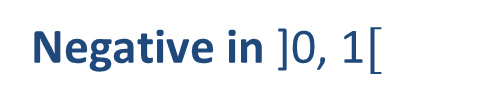 Negative in ]0, 1[